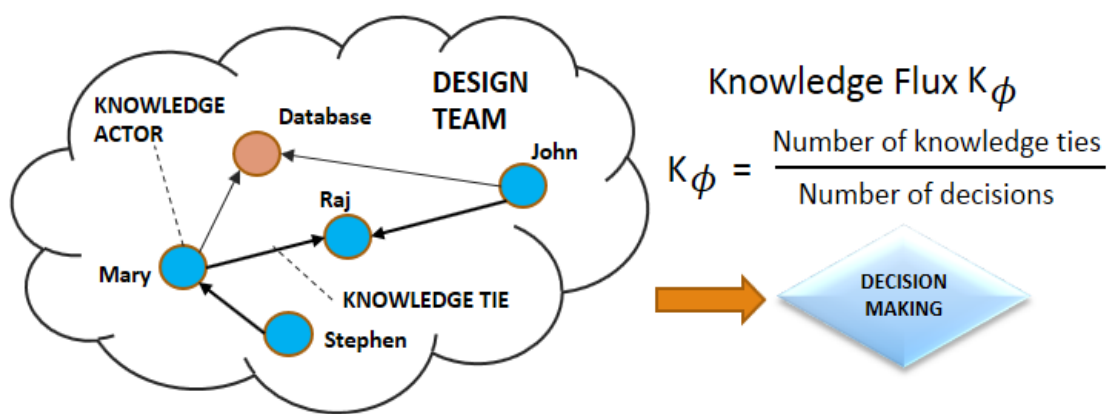 DESIGN
TEAM
KNOWLEDGE
ACTOR
Database
John
Raj
Mary
KNOWLEDGE TIE
Stephen
Knowledge Flux K𝜙
K𝜙 = Number of knowledge ties
Number of decisions
DECISION
MAKING